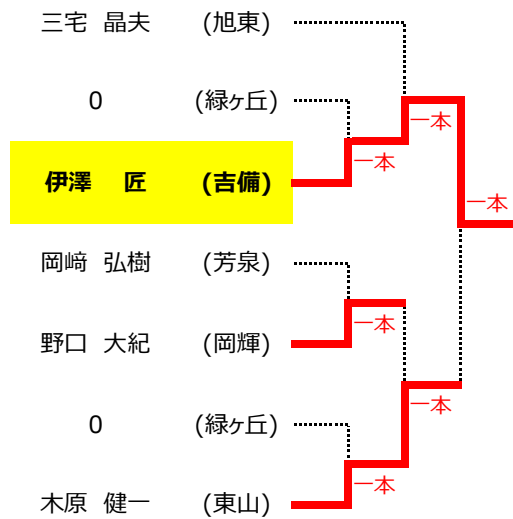 三宅 晶夫 (旭東)
0 (緑ヶ丘)
一本
一本
一本
伊澤 匠 (吉備)
岡﨑 弘樹 (芳泉)
一本
野口 大紀 (岡輝)
一本
0 (緑ヶ丘)
一本
木原 健一 (東山)